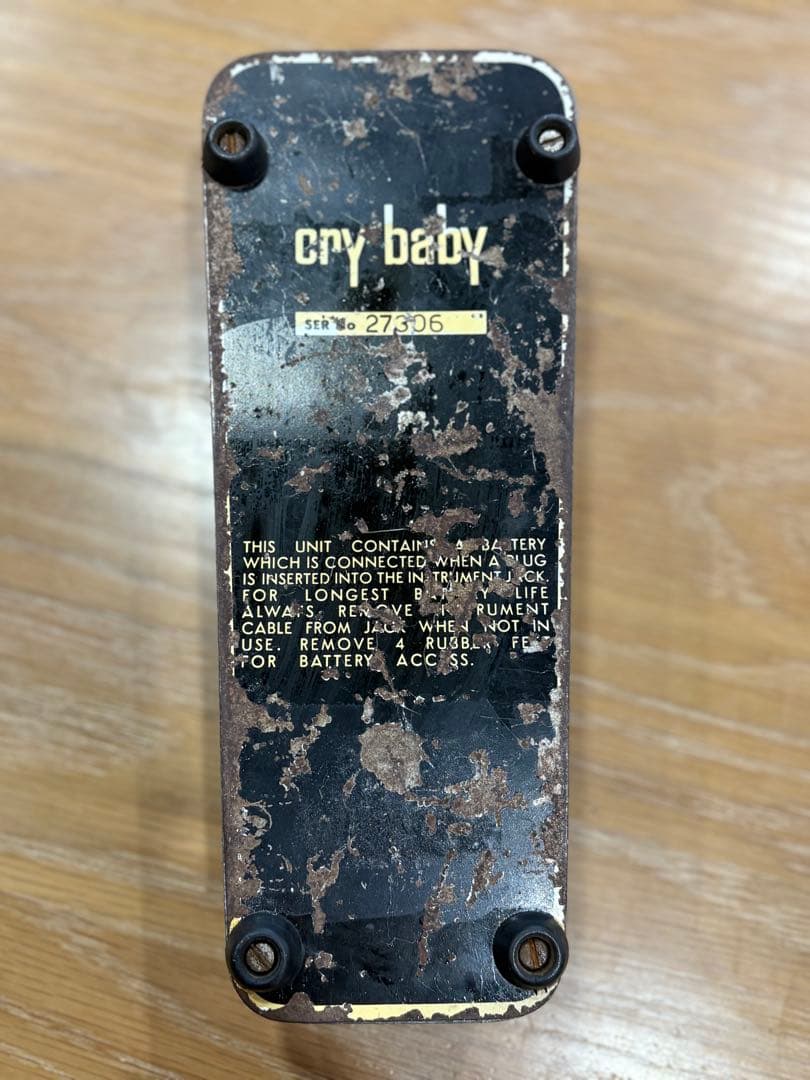 cry baby
SER No 27306
THIS UNIT CONTAINS A BATTERY
WHICH IS CONNECTED WHEN A PLUG
IS INSERTED INTO THE INSTRUMENT JACK.
FOR LONGEST BATTERY LIFE
ALWAYS REMOVE INSTRUMENT
CABLE FROM JACK WHEN NOT IN
USE. REMOVE 4 RUBBER FEET
FOR BATTERY ACCESS.